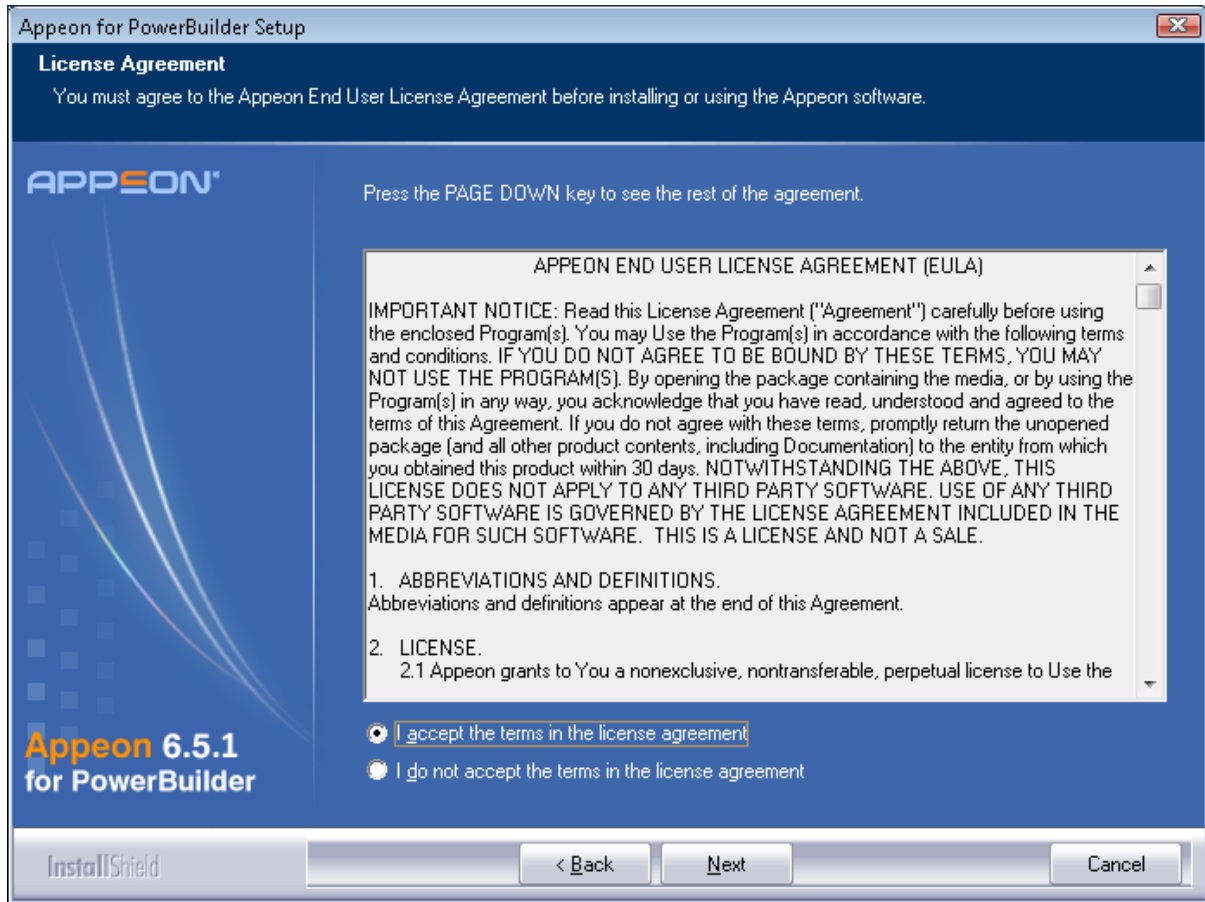 Appeon for PowerBuilder Setup
License Agreement
You must agree to the Appeon End User License Agreement before installing or using the Appeon software.
APPEON
Press the PAGE DOWN key to see the rest of the agreement.
APPEON END USER LICENSE AGREEMENT (EULA)
IMPORTANT NOTICE: Read this License Agreement ("Agreement") carefully before using
the enclosed Program(s). You may Use the Program(s) in accordance with the following terms
and conditions. IF YOU DO NOT AGREE TO BE BOUND BY THESE TERMS, YOU MAY
NOT USE THE PROGRAM(S). By opening the package containing the media, or by using the
Program(s) in any way, you acknowledge that you have read, understood and agreed to the
terms of this Agreement. If you do not agree with these terms, promptly return the unopened
package (and all other product contents, including Documentation) to the entity from which
you obtained this product within 30 days. NOTWITHSTANDING THE ABOVE, THIS
LICENSE DOES NOT APPLY TO ANY THIRD PARTY SOFTWARE. USE OF ANY THIRD
PARTY SOFTWARE IS GOVERNED BY THE LICENSE AGREEMENT INCLUDED IN THE
MEDIA FOR SUCH SOFTWARE.  THIS IS A LICENSE AND NOT A SALE.
1.  ABBREVIATIONS AND DEFINITIONS.
Abbreviations and definitions appear at the end of this Agreement.
2.  LICENSE.
2.1 Appeon grants to You a nonexclusive, nontransferable, perpetual license to Use the
I accept the terms in the license agreement
I do not accept the terms in the license agreement
Appeon 6.5.1
for PowerBuilder
InstallShield
< Back
Next
Cancel